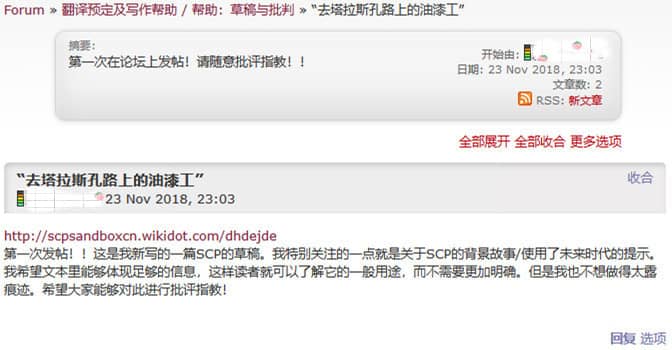 Forum » 翻译预定及写作帮助 / 帮助：草稿与批判 » “去塔拉斯孔路上的油漆工”
摘要:
第一次在论坛上发帖！请随意批评指教！！
开始由:
日期: 23 Nov 2018, 23:03
文章数: 2
RSS: 新文章
全部展开 全部收合 更多选项
“去塔拉斯孔路上的油漆工”
收合
23 Nov 2018, 23:03
http://scpsandboxcn.wikidot.com/dhdejde
第一次发帖！！这是我新写的一篇SCP的草稿。我特别关注的一点就是关于SCP的背景故事/使用了未来时代的提示。
我希望文本里能够体现足够的信息，这样读者就可以了解它的一般用途，而不需要更加明确。但是我也不想做得太露
痕迹。希望大家能够对此进行批评指教！
回复 选项